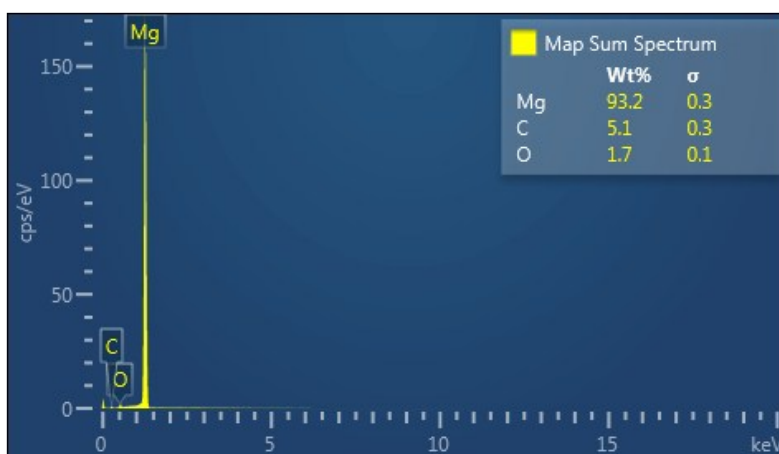 Mg
Map Sum Spectrum
Wt% σ
Mg 93.2 0.3
C 5.1 0.3
O 1.7 0.1
150
100
cps/eV
50
C
O
0
0 5 10 15 keV